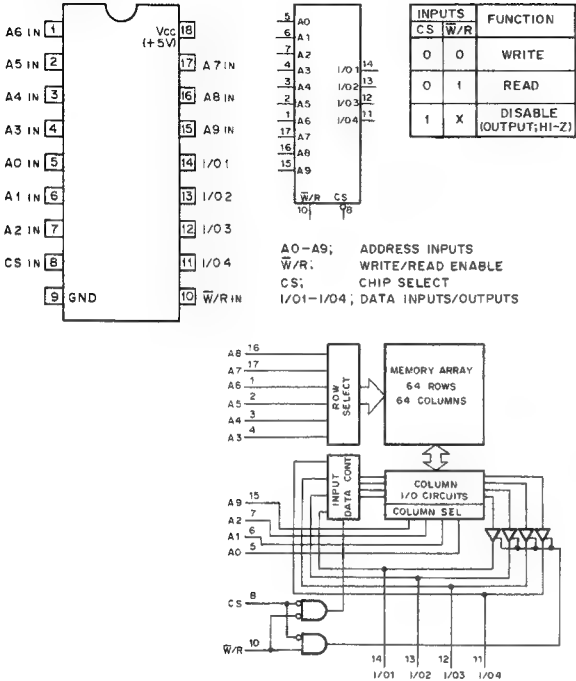 A6 IN 1
A5 IN 2
A4 IN 3
A3 IN 4
A0 IN 5
A1 IN 6
A2 IN 7
CS IN 8
9 GND
Vcc 18
(+5V)
17 A7 IN
16 A8 IN
15 A9 IN
14 I/O1
13 I/O2
12 I/O3
11 I/O4
10 W̅/R IN
5 A0
6 A1
7 A2
4 A3
3 A4
2 A5
1 A6
17 A7
16 A8
15 A9
I/O1 14
I/O2 13
I/O3 12
I/O4 11
W̅/R CS
10 8
INPUTS FUNCTION
CS W̅/R
0 0 WRITE
0 1 READ
1 X DISABLE
(OUTPUT;HI-Z)
A0-A9; ADDRESS INPUTS
W̅/R; WRITE/READ ENABLE
CS; CHIP SELECT
I/O1-I/O4; DATA INPUTS/OUTPUTS
A8 16
A7 17
A6 1
A5 2
A4 3
A3 4
ROW
SELECT
MEMORY ARRAY
64 ROWS
64 COLUMNS
INPUT
DATA CONT
COLUMN
I/O CIRCUITS
COLUMN SEL
A9 15
A2 7
A1 6
A0 5
CS 8
W̅/R 10
14 13 12 11
I/O1 I/O2 I/O3 I/O4